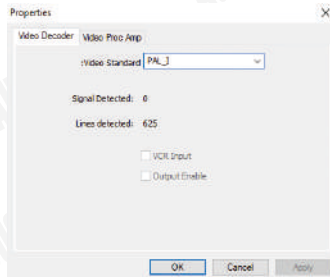 Properties
Video Decoder Video Proc Amp
:Video Standard PAL_I
Signal Detected: 0
Lines detected: 625
VCR Input
Output Enable
OK Cancel Apply